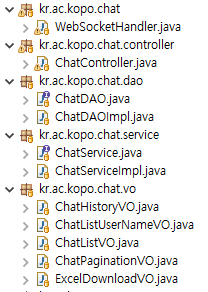 kr.ac.kopo.chat
WebSocketHandler.java
kr.ac.kopo.chat.controller
ChatController.java
kr.ac.kopo.chat.dao
ChatDAO.java
ChatDAOImpl.java
kr.ac.kopo.chat.service
ChatService.java
ChatServiceImpl.java
kr.ac.kopo.chat.vo
ChatHistoryVO.java
ChatListUserNameVO.java
ChatListVO.java
ChatPaginationVO.java
ExcelDownloadVO.java